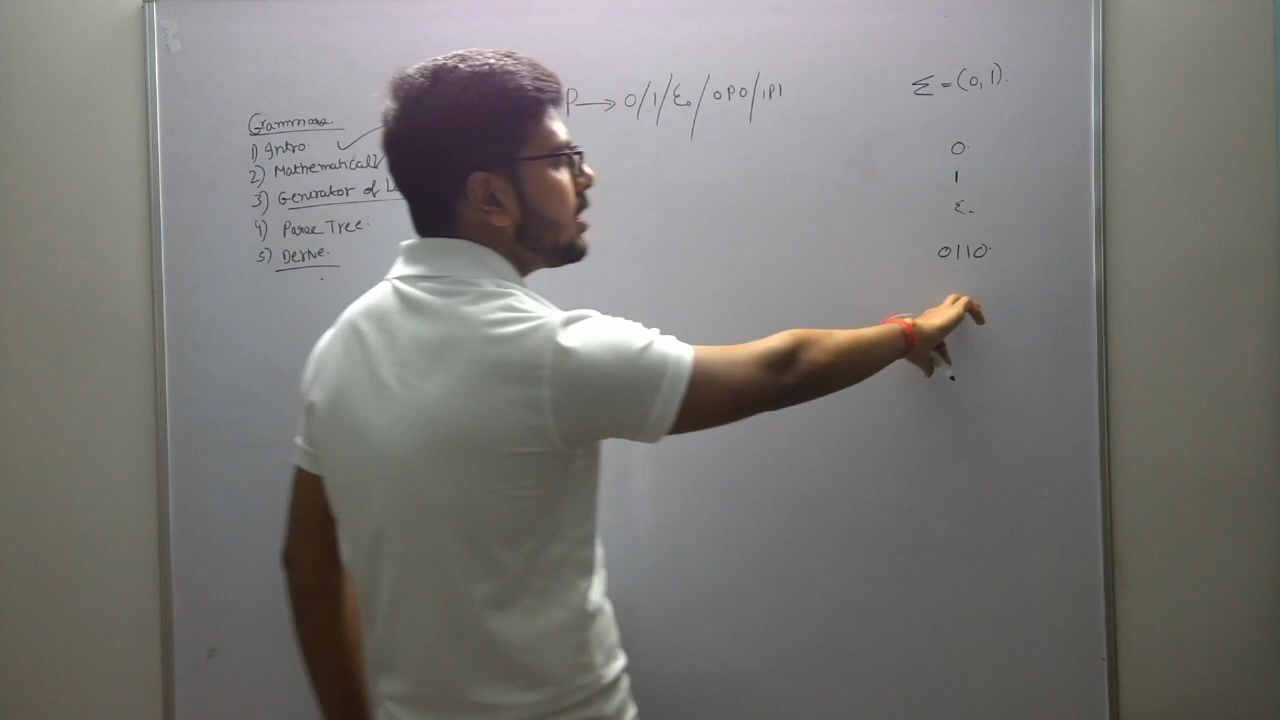 Grammar.
1) Intro.
2) Mathematical
3) Generator of
4) Parse Tree:
5) Derive.
P → 0/1/ε/0P0/1P1
Σ = (0, 1).
0.
1
ε.
0110.